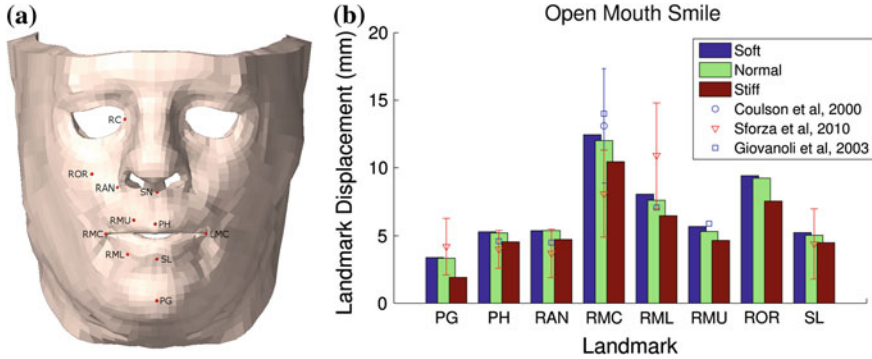 (a)
RC
ROR
RAN
SN
RMU
PH
RMC
LMC
RML
SL
PG
(b)
Open Mouth Smile
Landmark Displacement (mm)
20
15
10
5
0
Soft
Normal
Stiff
Coulson et al, 2000
Sforza et al, 2010
Giovanoli et al, 2003
PG PH RAN RMC RML RMU ROR SL
Landmark